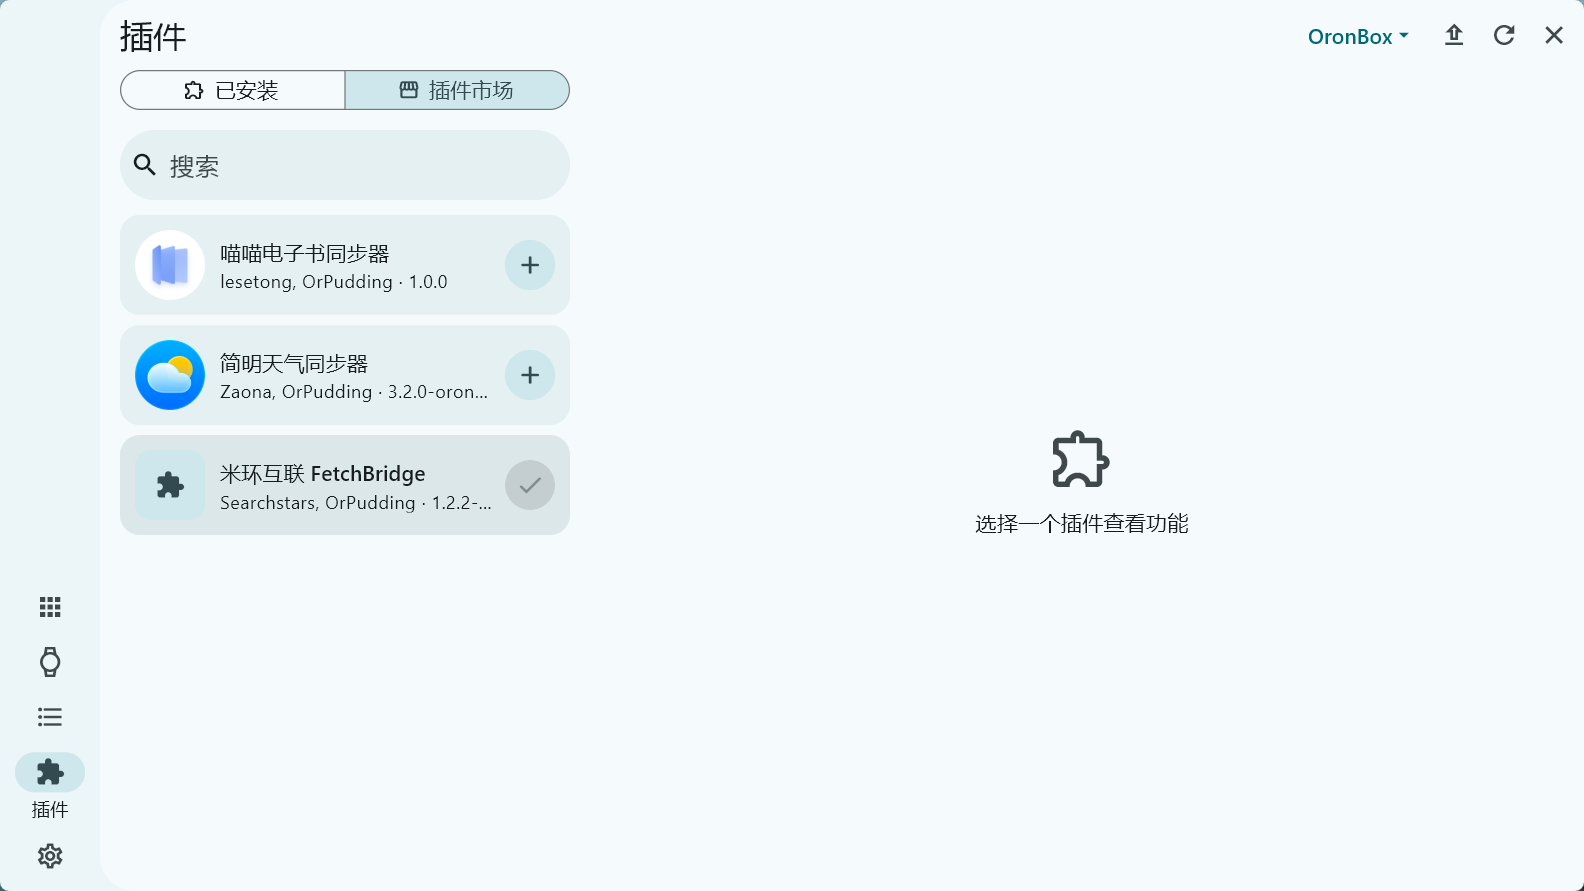 插件
OronBox
已安装
插件市场
搜索
喵喵电子书同步器
lesetong, OrPudding · 1.0.0
简明天气同步器
Zaona, OrPudding · 3.2.0-oron...
米环互联 FetchBridge
Searchstars, OrPudding · 1.2.2-...
选择一个插件查看功能
插件